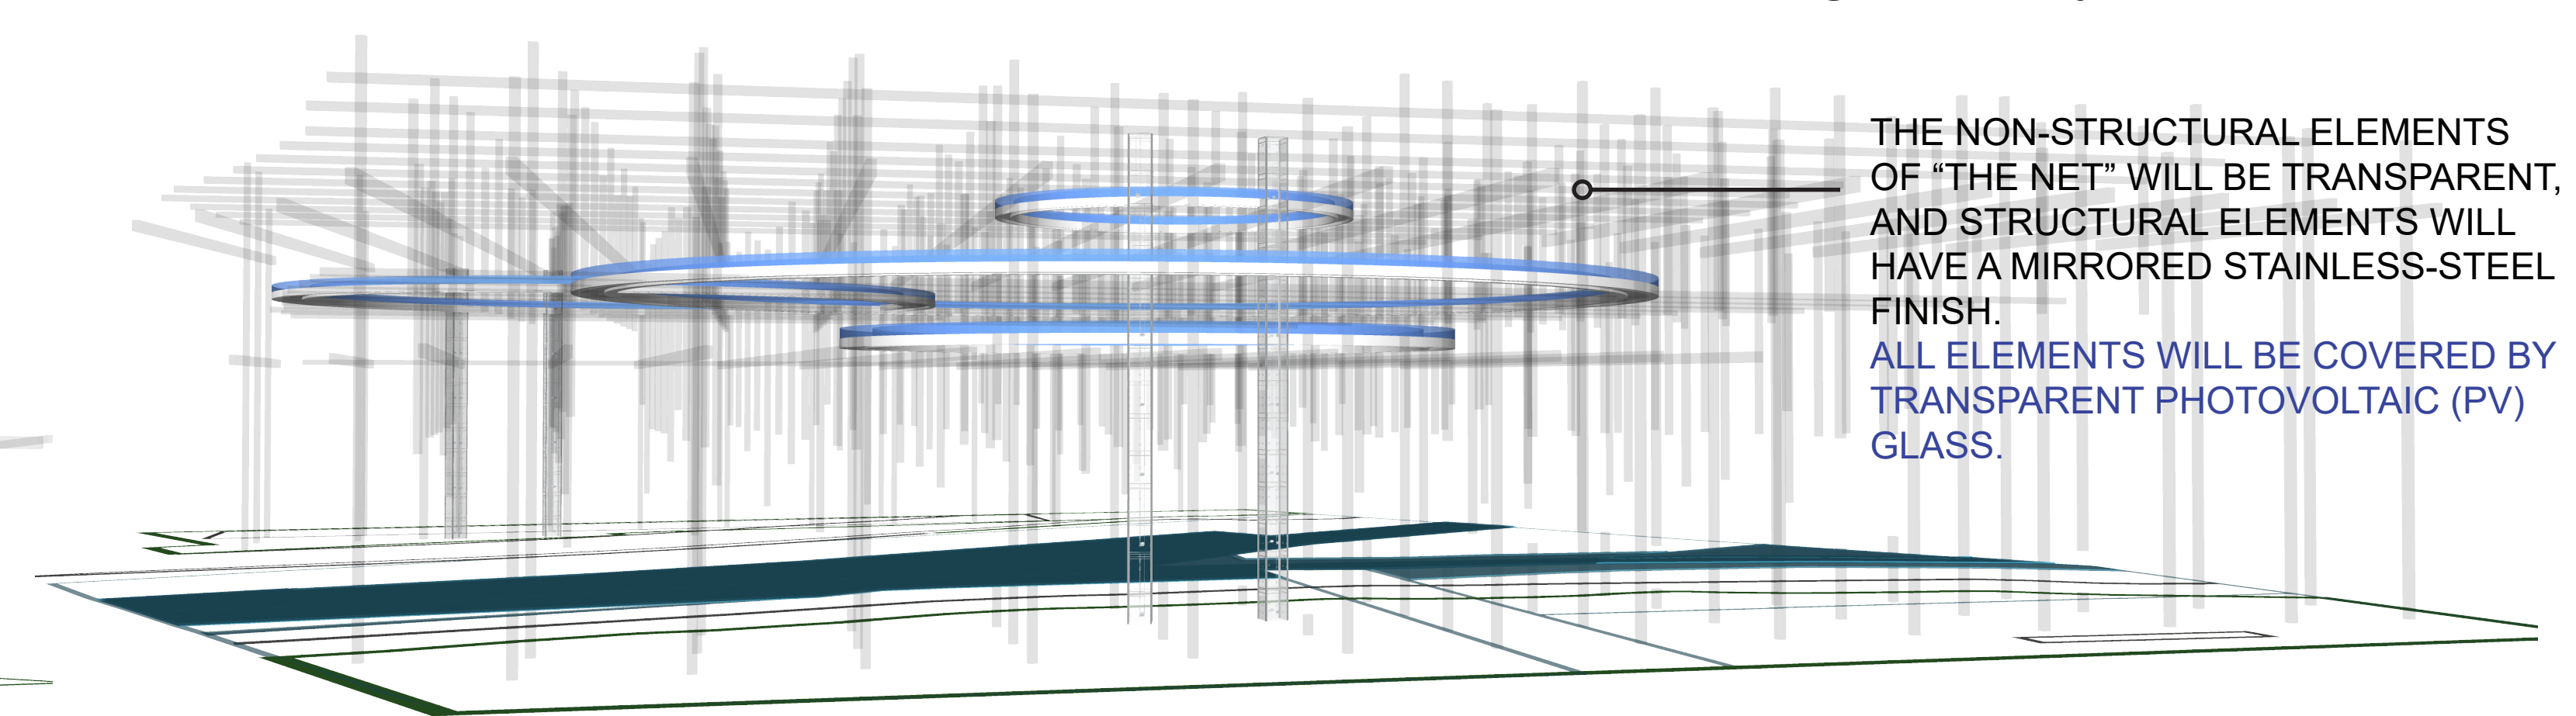 THE NON-STRUCTURAL ELEMENTS
OF “THE NET” WILL BE TRANSPARENT,
AND STRUCTURAL ELEMENTS WILL
HAVE A MIRRORED STAINLESS-STEEL
FINISH.
ALL ELEMENTS WILL BE COVERED BY
TRANSPARENT PHOTOVOLTAIC (PV)
GLASS.